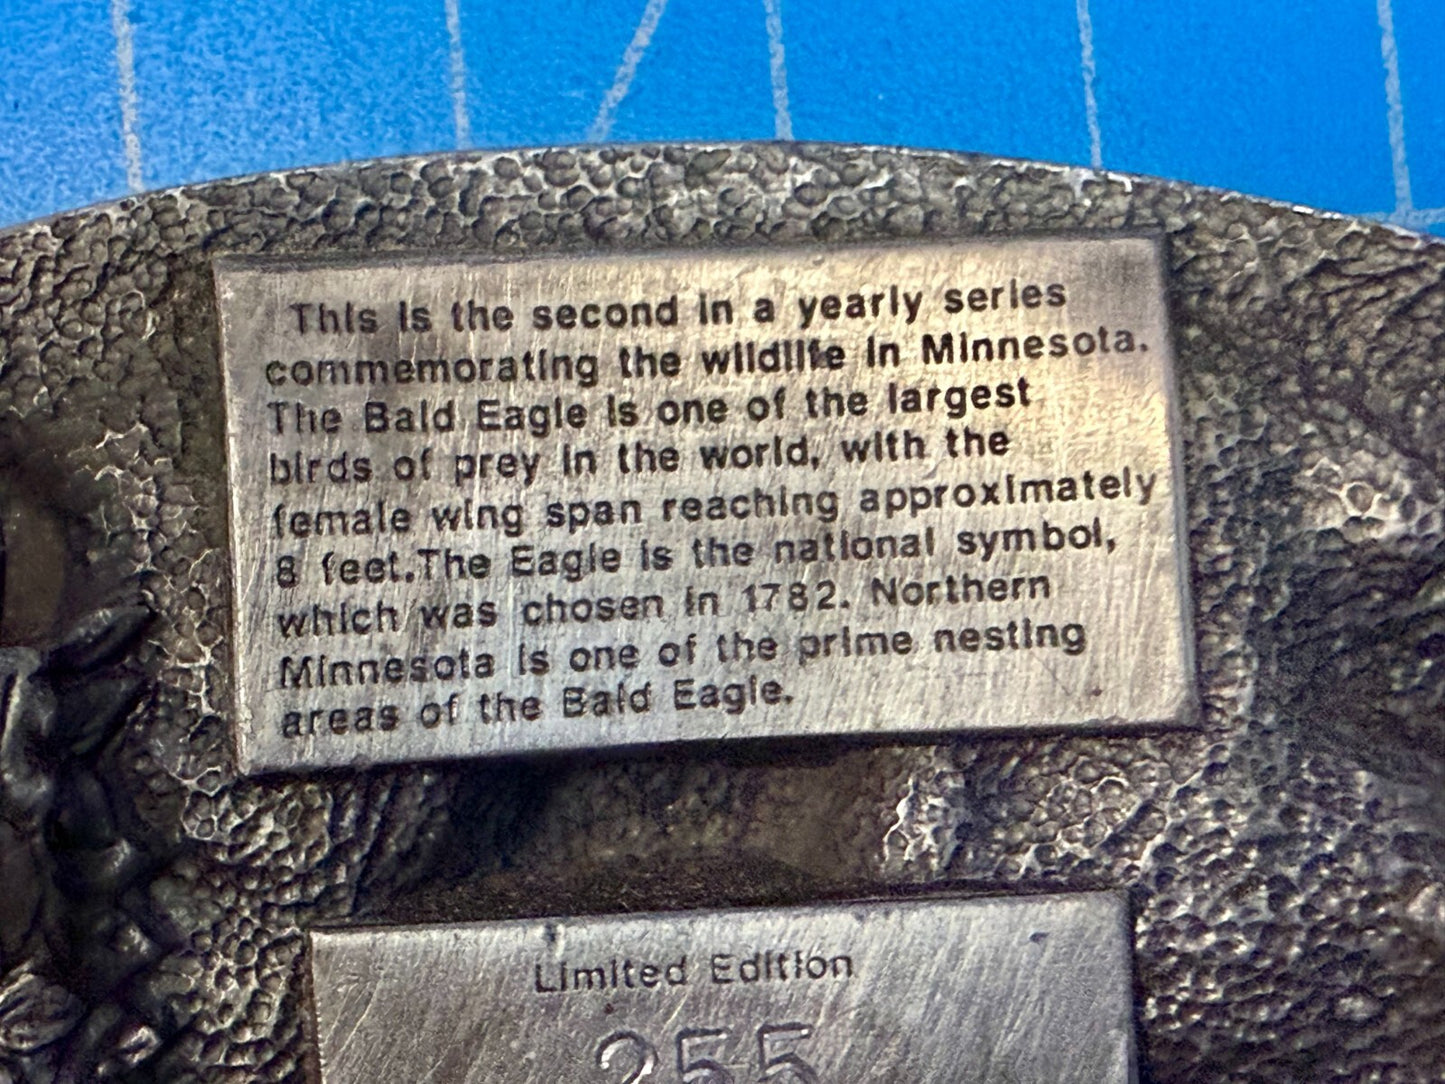 This is the second in a yearly series
commemorating the wildlife in Minnesota.
The Bald Eagle is one of the largest
birds of prey in the world, with the
female wing span reaching approximately
8 feet.The Eagle is the national symbol,
which was chosen in 1782. Northern
Minnesota is one of the prime nesting
areas of the Bald Eagle.
Limited Edition
255